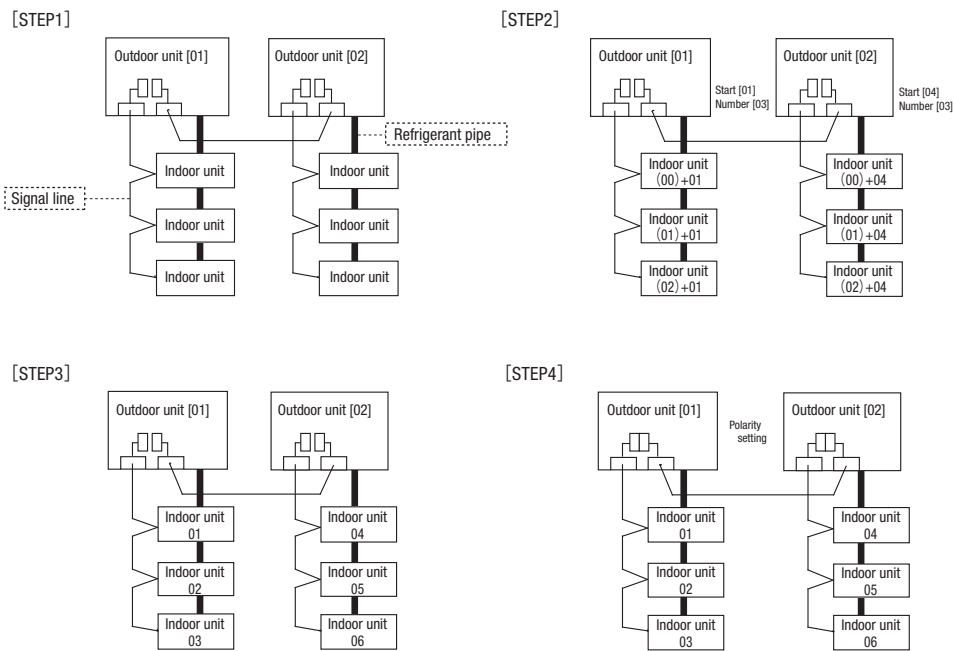 [STEP1]
Outdoor unit [01]
Outdoor unit [02]
Refrigerant pipe
Signal line
Indoor unit
Indoor unit
Indoor unit
Indoor unit
Indoor unit
Indoor unit
[STEP2]
Outdoor unit [01]
Start [01]
Number [03]
Outdoor unit [02]
Start [04]
Number [03]
Indoor unit
(00)+01
Indoor unit
(01)+01
Indoor unit
(02)+01
Indoor unit
(00)+04
Indoor unit
(01)+04
Indoor unit
(02)+04
[STEP3]
Outdoor unit [01]
Outdoor unit [02]
Indoor unit
01
Indoor unit
02
Indoor unit
03
Indoor unit
04
Indoor unit
05
Indoor unit
06
[STEP4]
Outdoor unit [01]
Polarity
setting
Outdoor unit [02]
Indoor unit
01
Indoor unit
02
Indoor unit
03
Indoor unit
04
Indoor unit
05
Indoor unit
06